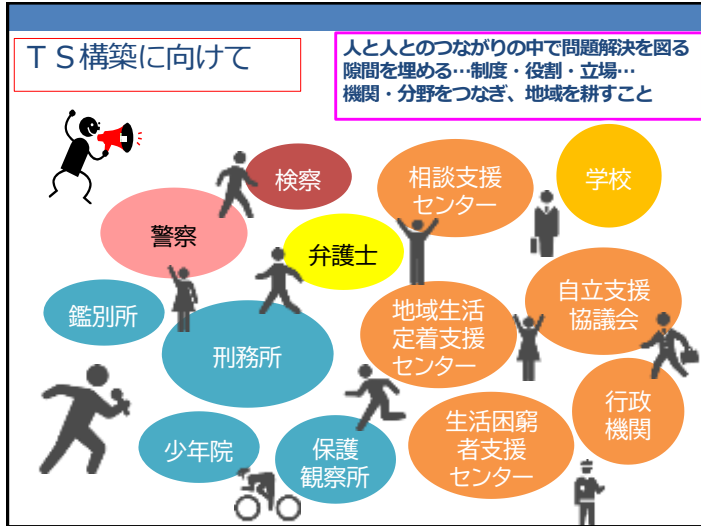 ＴＳ構築に向けて
人と人とのつながりの中で問題解決を図る
隙間を埋める…制度・役割・立場…
機関・分野をつなぎ、地域を耕すこと
検察
相談支援
センター
学校
警察
弁護士
鑑別所
刑務所
地域生活
定着支援
センター
自立支援
協議会
少年院
保護
観察所
生活困窮
者支援
センター
行政
機関